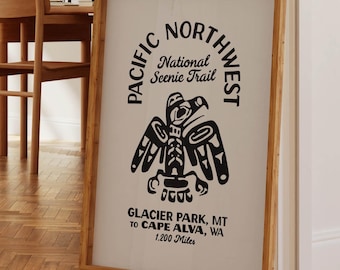 PACIFIC NORTHWEST
National
Scenic Trail
GLACIER PARK, MT
TO CAPE ALVA, WA
1,200 Miles